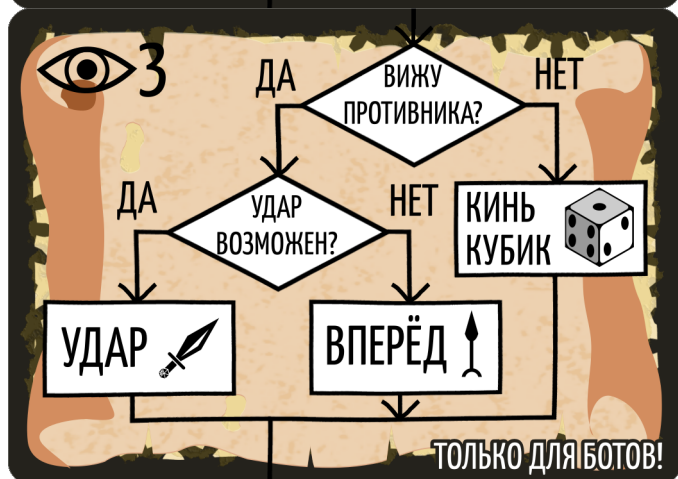 3
ДА
ВИЖУ
ПРОТИВНИКА?
НЕТ
ДА
УДАР
ВОЗМОЖЕН?
НЕТ
КИНЬ
КУБИК
УДАР
ВПЕРЁД
ТОЛЬКО ДЛЯ БОТОВ!